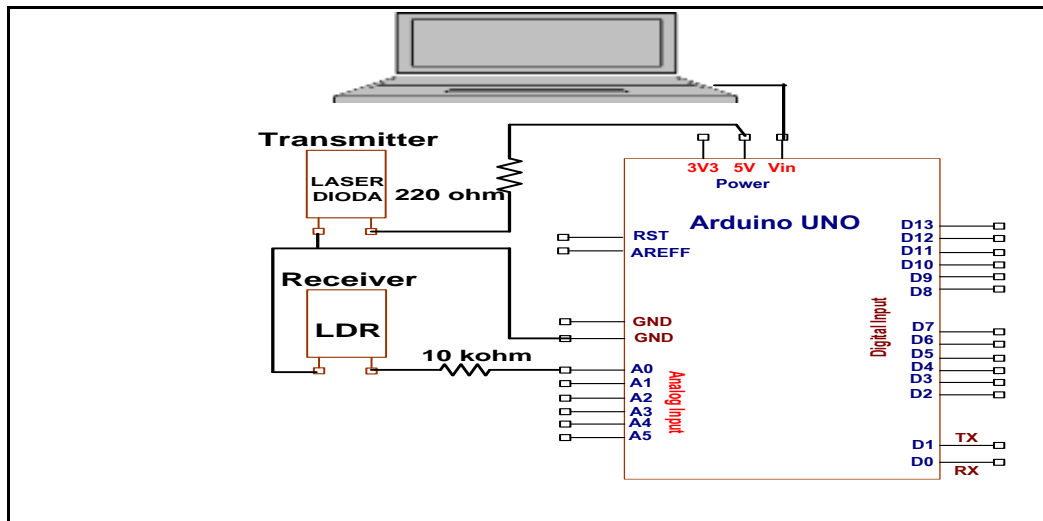 Transmitter
LASER
DIODA
220 ohm
3V3 5V Vin
Power
Arduino UNO
RST
AREFF
Receiver
LDR
GND
GND
10 kohm
A0
A1
A2
A3
A4
A5
Analog Input
Digital Input
D13
D12
D11
D10
D9
D8
D7
D6
D5
D4
D3
D2
D1 TX
D0 RX